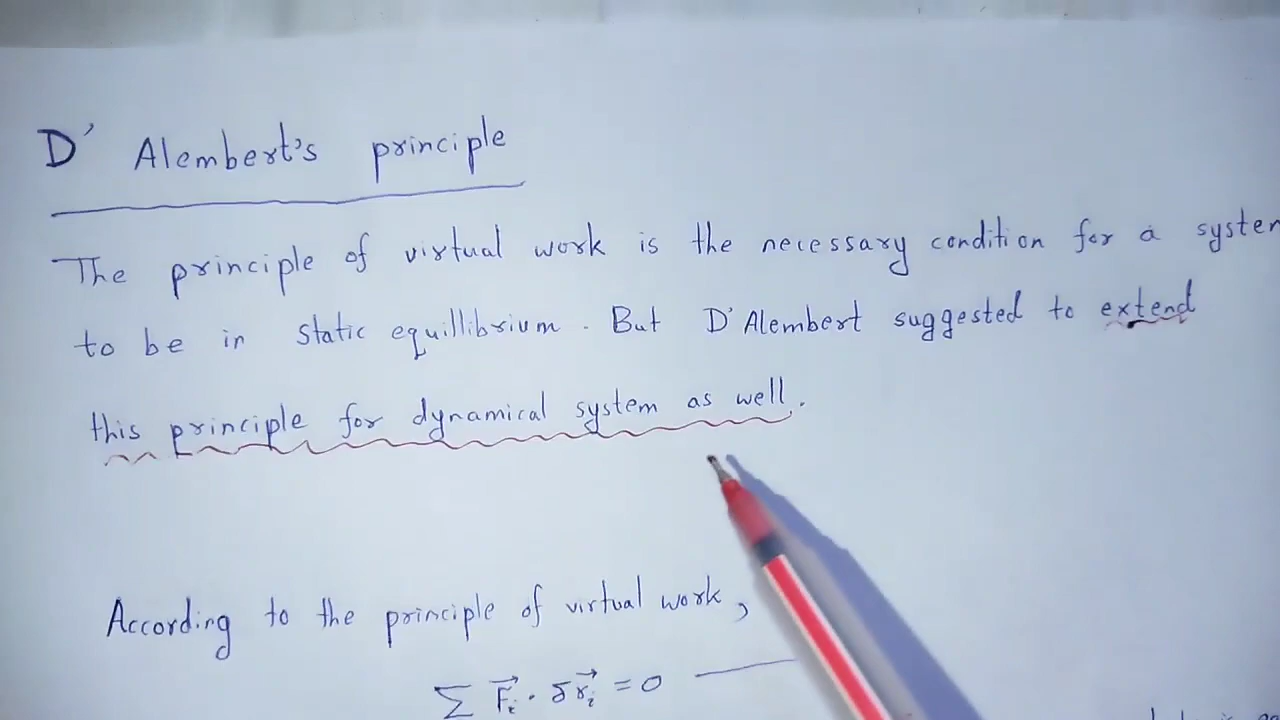 D' Alembert's principle
The principle of virtual work is the necessary condition for a system
to be in static equillibrium. But D'Alembert suggested to extend
this principle for dynamical system as well.
According to the principle of virtual work,
∑ F⃗ᵢ · δr⃗ᵢ = 0